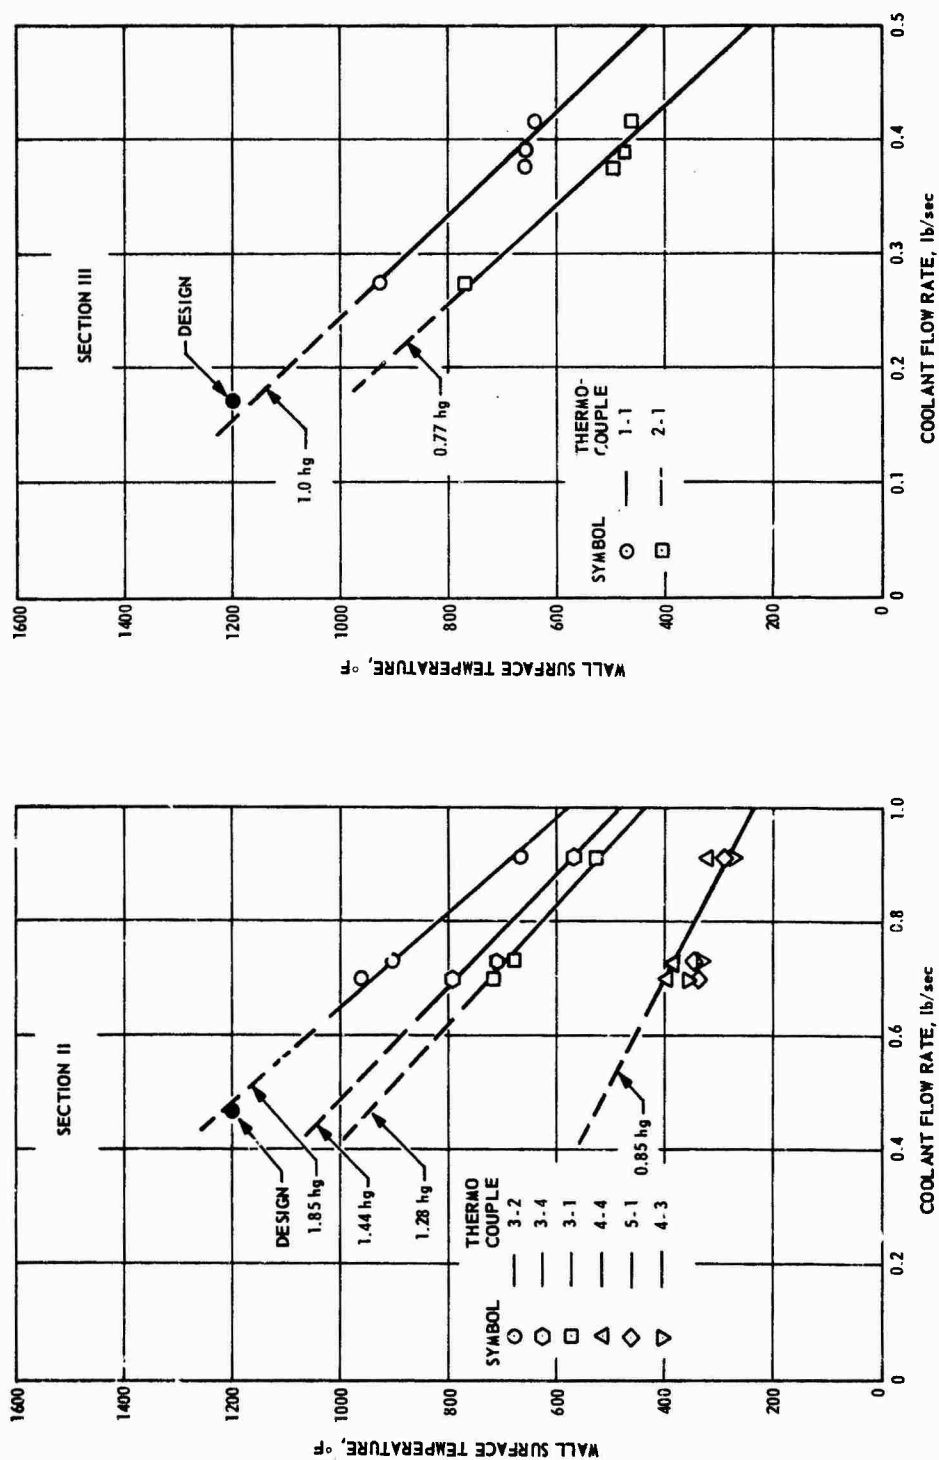 WALL SURFACE TEMPERATURE, °F
1600
1400
1200
1000
800
600
400
200
0
SECTION II
DESIGN
1.85 hg
1.44 hg
1.28 hg
0.85 hg
SYMBOL
THERMO
COUPLE
3-2
3-4
3-1
4-4
5-1
4-3
0
0.2
0.4
0.6
0.8
1.0
COOLANT FLOW RATE, lb/sec
WALL SURFACE TEMPERATURE, °F
1600
1400
1200
1000
800
600
400
200
0
SECTION III
DESIGN
1.0 hg
0.77 hg
SYMBOL
THERMO-
COUPLE
1-1
2-1
0
0.1
0.2
0.3
0.4
0.5
COOLANT FLOW RATE, lb/sec